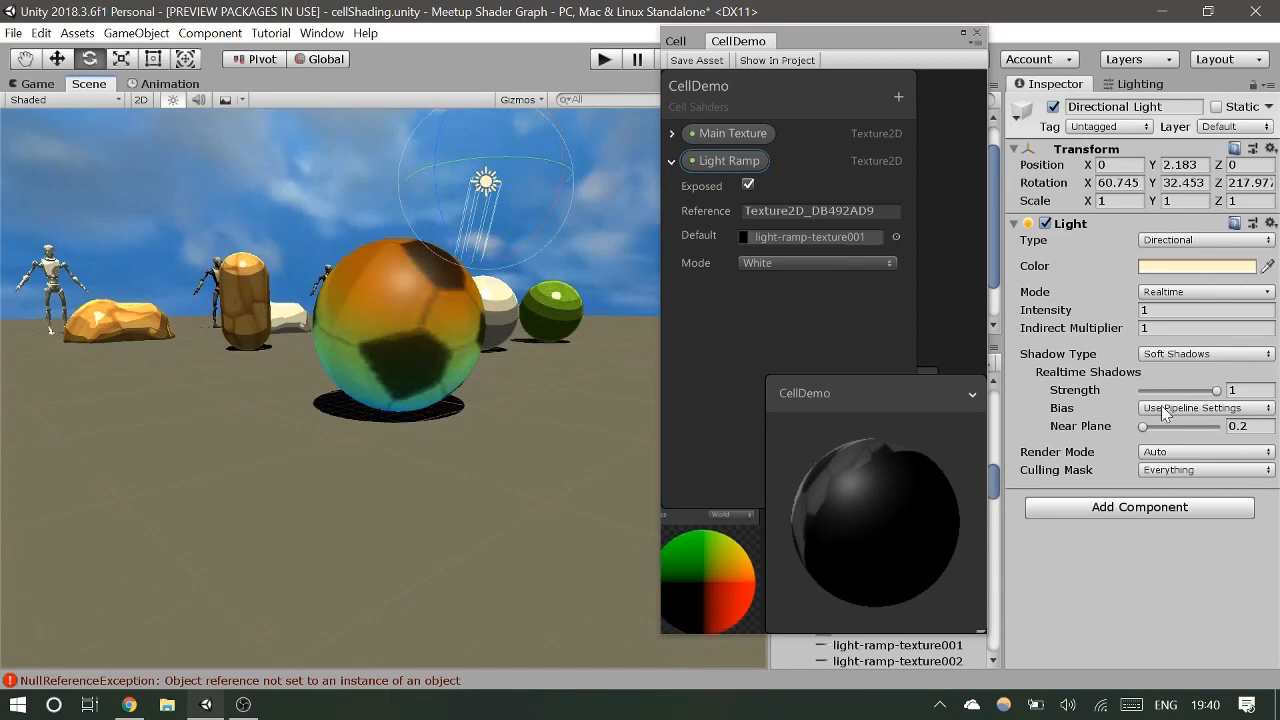 Unity 2018.3.6f1 Personal - [PREVIEW PACKAGES IN USE] - cellShading.unity - Meetup Shader Graph - PC, Mac & Linux Standalone* <DX11>
File Edit Assets GameObject Component Tutorial Window Help
Pivot Global Account Layers Layout
Game Scene Animation
Shaded 2D Gizmos All
Cell CellDemo
Save Asset Show In Project
CellDemo
Cell Sahders
Main Texture Texture2D
Light Ramp Texture2D
Exposed
Reference Texture2D_DB492AD9
Default light-ramp-texture001
Mode White
World
CellDemo
light-ramp-texture001
light-ramp-texture002
Inspector Lighting
Directional Light Static
Tag Untagged Layer Default
Transform
Position X 0 Y 2.183 Z 0
Rotation X 60.745 Y 32.453 Z 217.97
Scale X 1 Y 1 Z 1
Light
Type Directional
Color
Mode Realtime
Intensity 1
Indirect Multiplier 1
Shadow Type Soft Shadows
Realtime Shadows
Strength 1
Bias Use Pipeline Settings
Near Plane 0.2
Render Mode Auto
Culling Mask Everything
Add Component
NullReferenceException: Object reference not set to an instance of an object
ENG 19:40